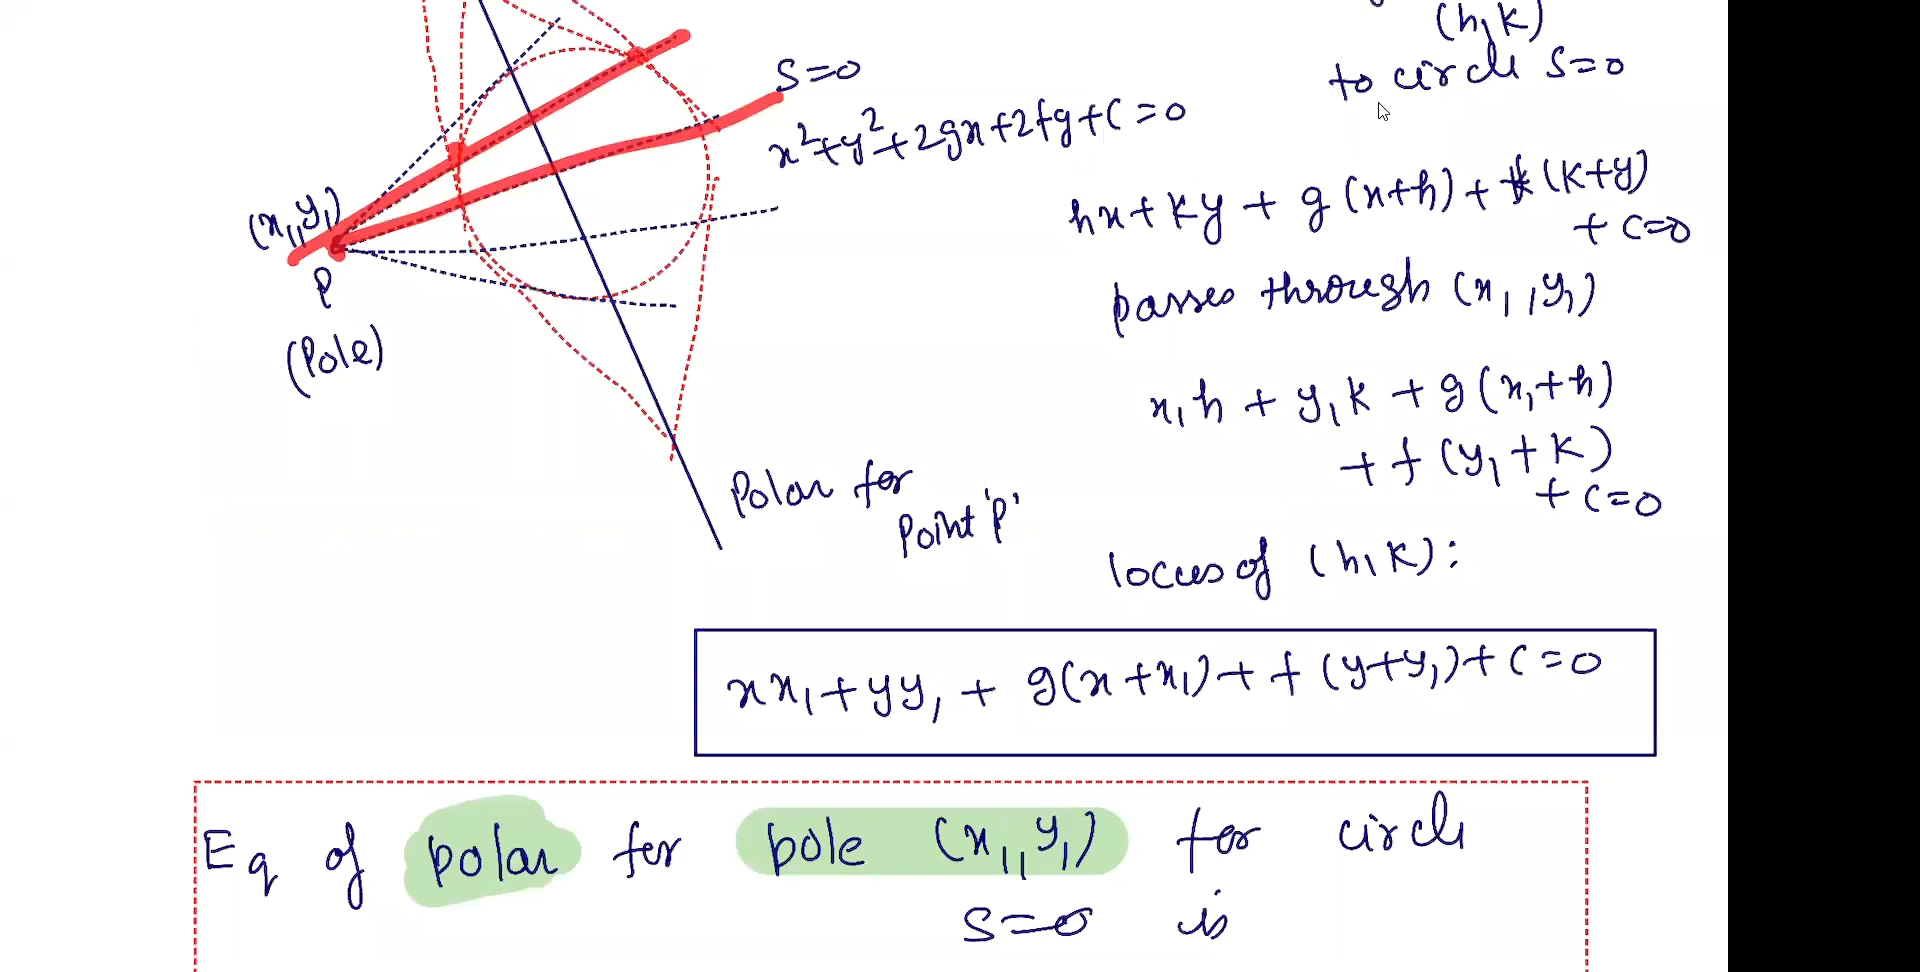 (h,k)
to circle S=0
S=0
x²+y²+2gx+2fy+c=0
hx+ky+g(x+h)+f(k+y)
+c=0
(x₁,y₁)
P
(Pole)
passes through (x₁,y₁)
x₁h+y₁k+g(x₁+h)
+f(y₁+k)
+c=0
Polar for
Point 'P'
locus of (h,k):
xx₁+yy₁+g(x+x₁)+f(y+y₁)+c=0
Eq of polar for pole (x₁,y₁) for circle
S=0 is